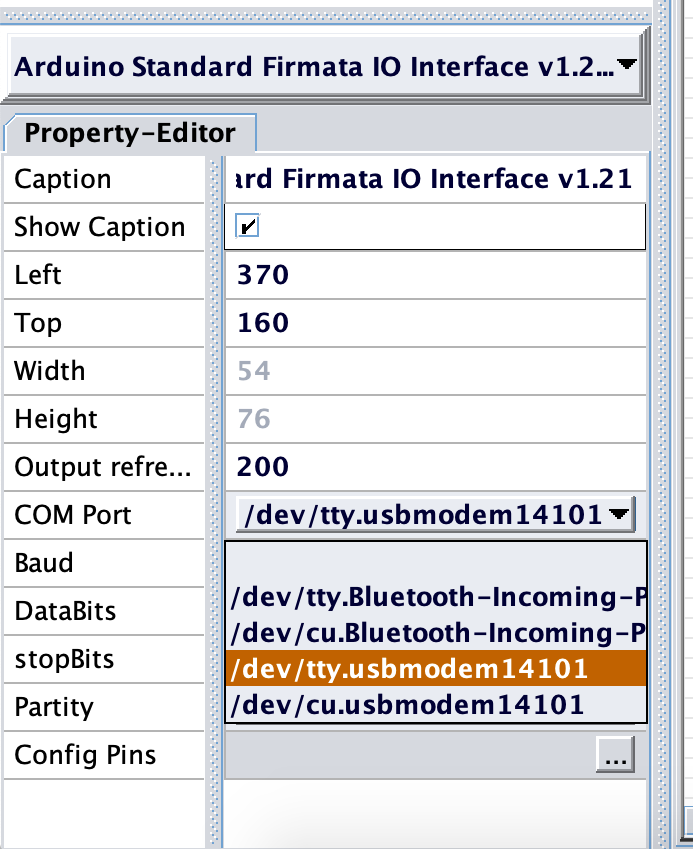 Arduino Standard Firmata IO Interface v1.2...
Property-Editor
Caption ard Firmata IO Interface v1.21
Show Caption
Left 370
Top 160
Width 54
Height 76
Output refre... 200
COM Port /dev/tty.usbmodem14101
Baud
/dev/tty.Bluetooth-Incoming-P
DataBits
/dev/cu.Bluetooth-Incoming-P
stopBits
/dev/tty.usbmodem14101
Partity
/dev/cu.usbmodem14101
Config Pins ...